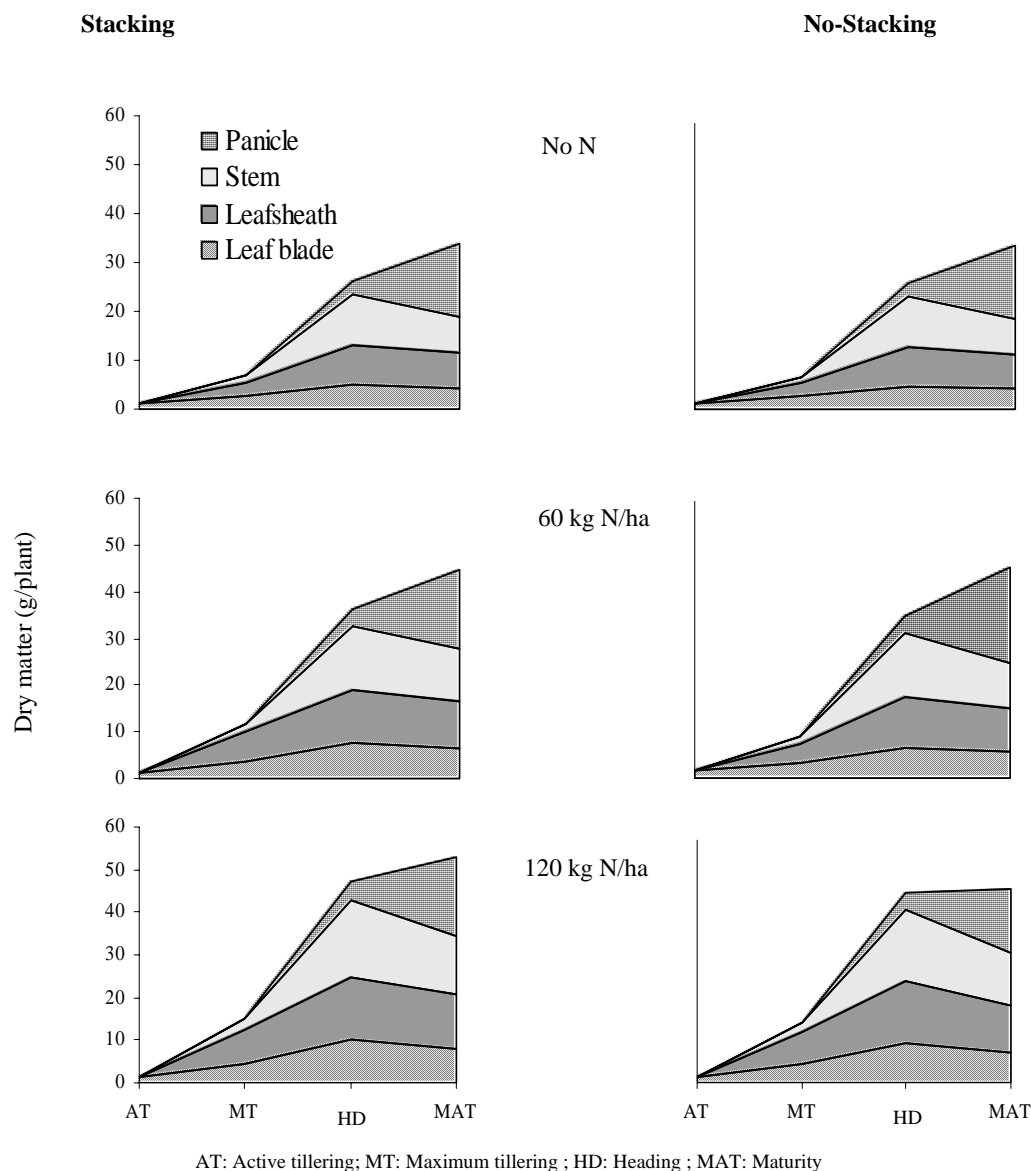 Stacking
No-Stacking
60
50
40
30
20
10
0
Panicle
Stem
Leafsheath
Leaf blade
No N
Dry matter (g/plant)
60
50
40
30
20
10
0
60 kg N/ha
60
50
40
30
20
10
0
120 kg N/ha
AT MT HD MAT
AT MT HD MAT
AT: Active tillering; MT: Maximum tillering ; HD: Heading ; MAT: Maturity